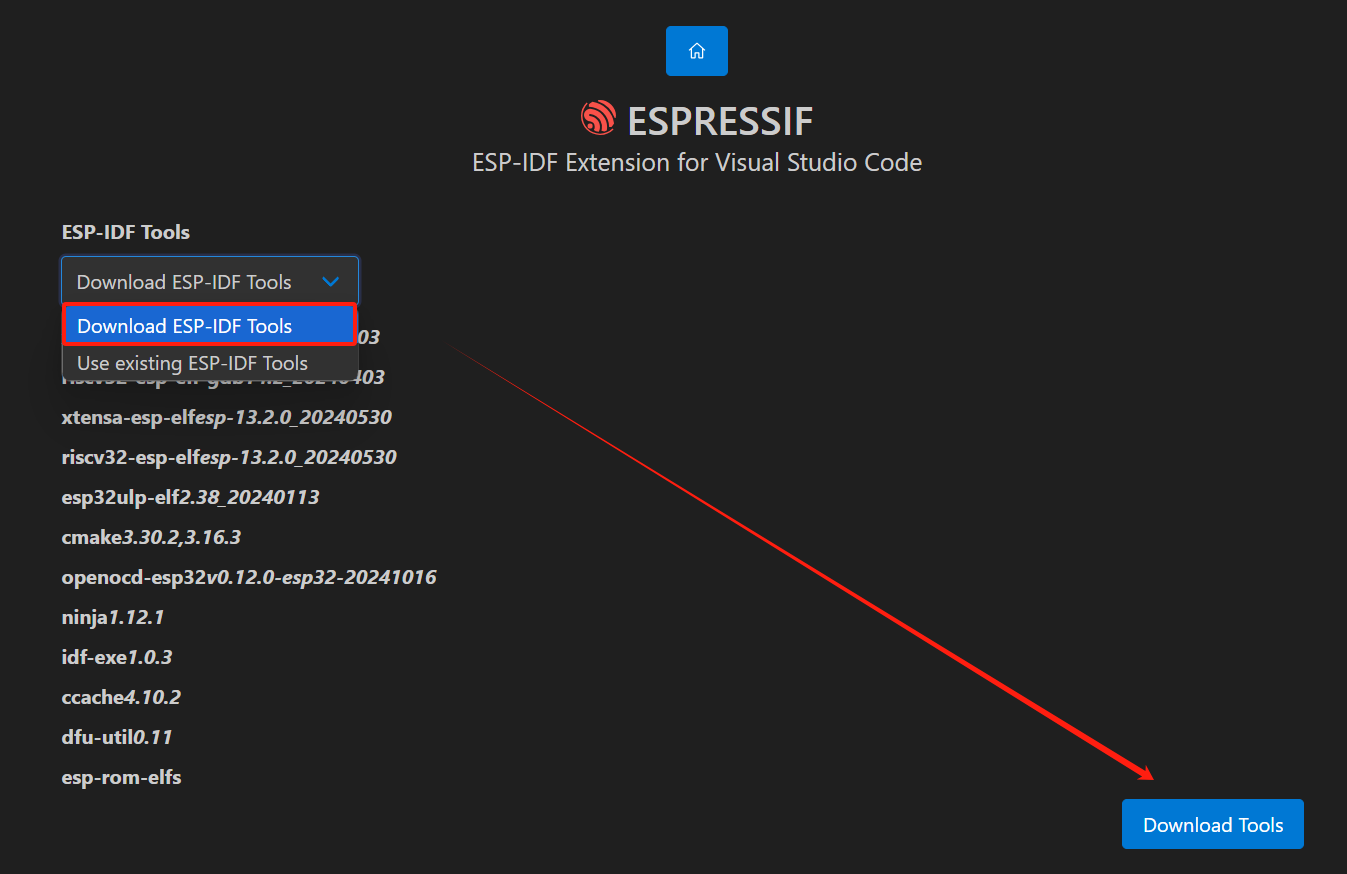 ESPRESSIF
ESP-IDF Extension for Visual Studio Code
ESP-IDF Tools
Download ESP-IDF Tools
Download ESP-IDF Tools
03
Use existing ESP-IDF Tools
403
xtensa-esp-elfesp-13.2.0_20240530
riscv32-esp-elfesp-13.2.0_20240530
esp32ulp-elf2.38_20240113
cmake3.30.2,3.16.3
openocd-esp32v0.12.0-esp32-20241016
ninja1.12.1
idf-exe1.0.3
ccache4.10.2
dfu-util0.11
esp-rom-elfs
Download Tools